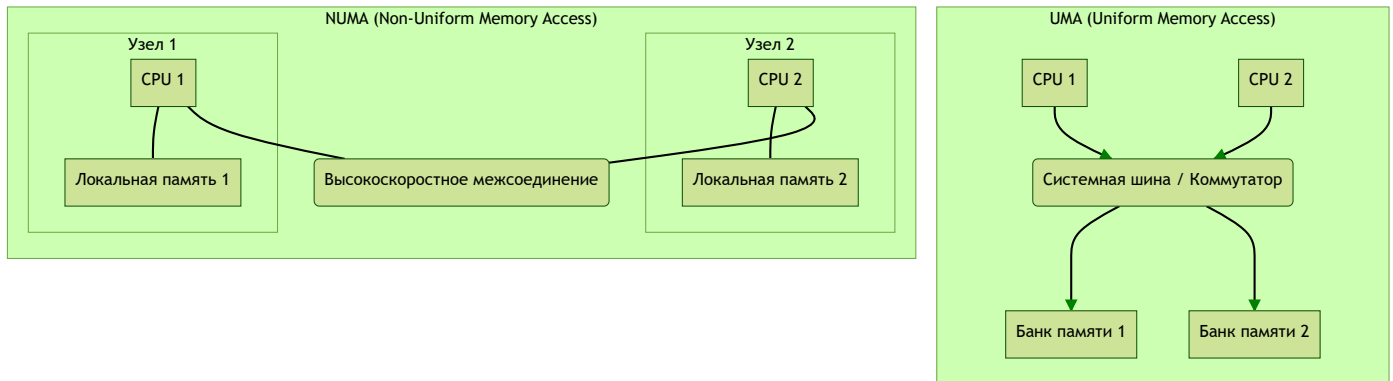 NUMA (Non-Uniform Memory Access)
Узел 1
CPU 1
Локальная память 1
Высокоскоростное межсоединение
Узел 2
CPU 2
Локальная память 2
UMA (Uniform Memory Access)
CPU 1
CPU 2
Системная шина / Коммутатор
Банк памяти 1
Банк памяти 2